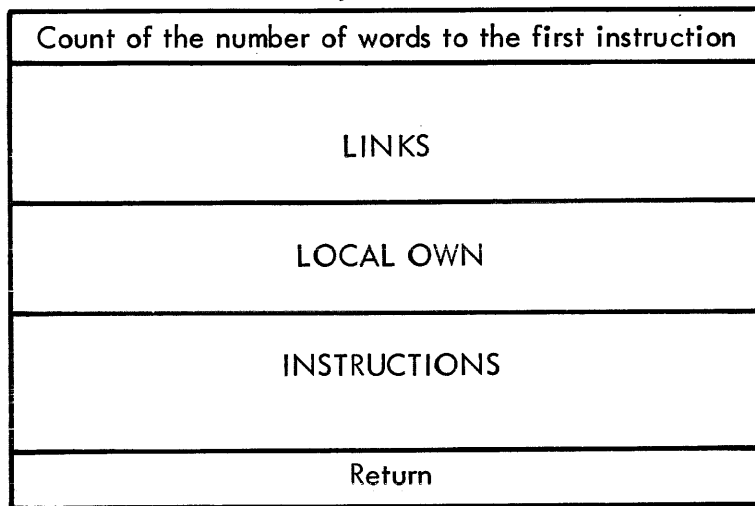 Count of the number of words to the first instruction
LINKS
LOCAL OWN
INSTRUCTIONS
Return